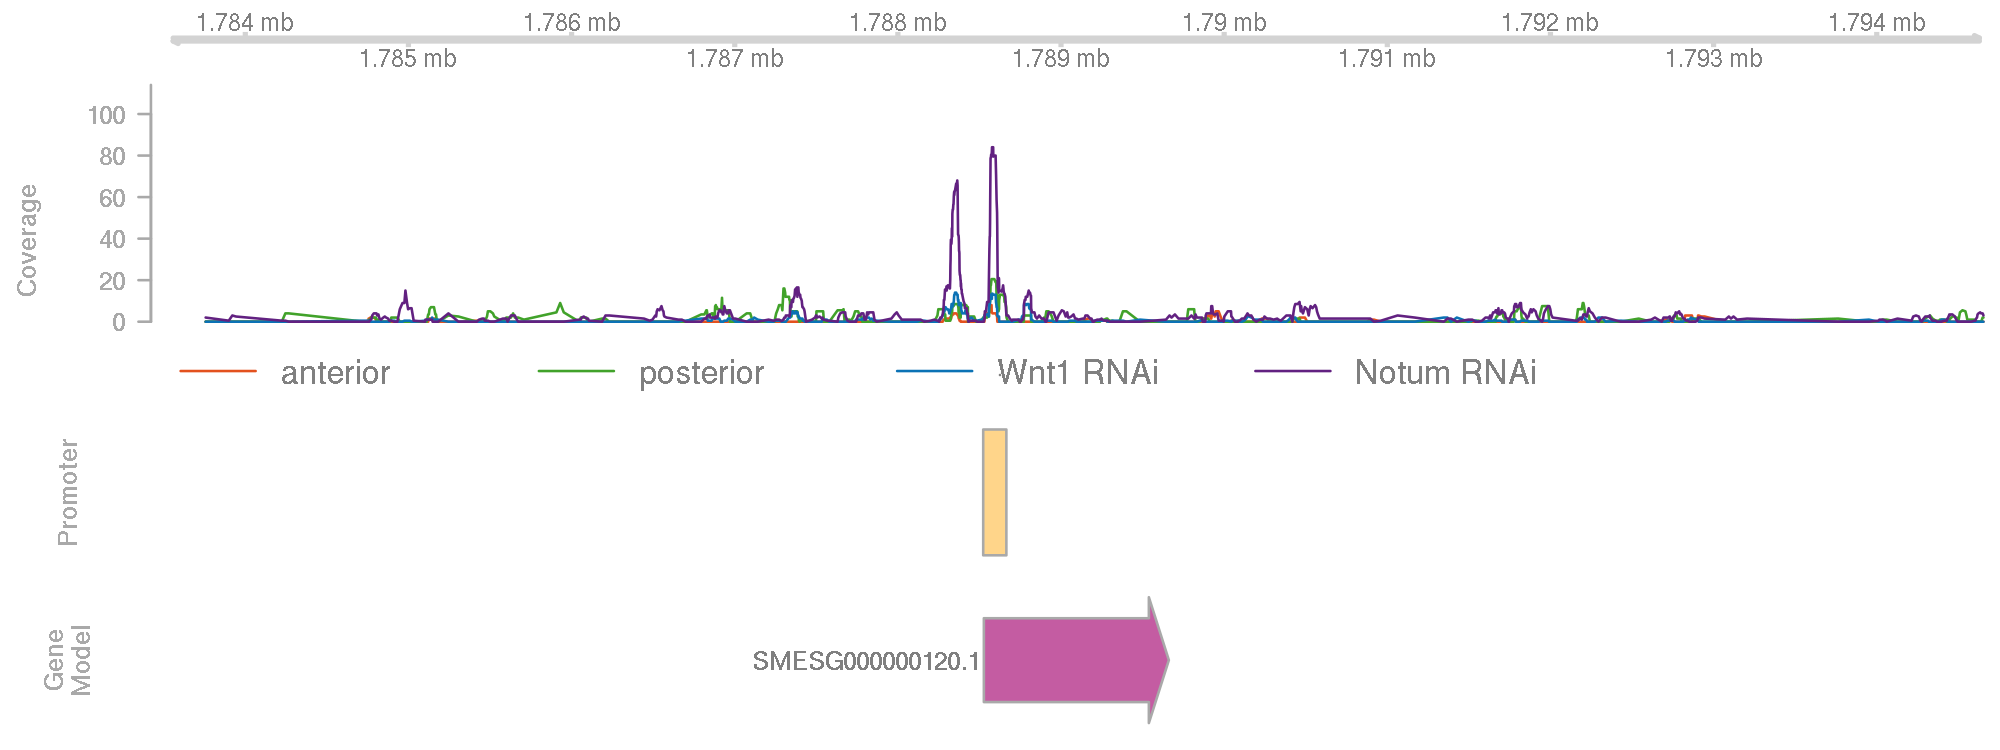 1.784 mb 1.786 mb 1.788 mb 1.79 mb 1.792 mb 1.794 mb
1.785 mb 1.787 mb 1.789 mb 1.791 mb 1.793 mb
Coverage
100
80
60
40
20
0
anterior posterior Wnt1 RNAi Notum RNAi
Promoter
Gene
Model
SMESG000000120.1